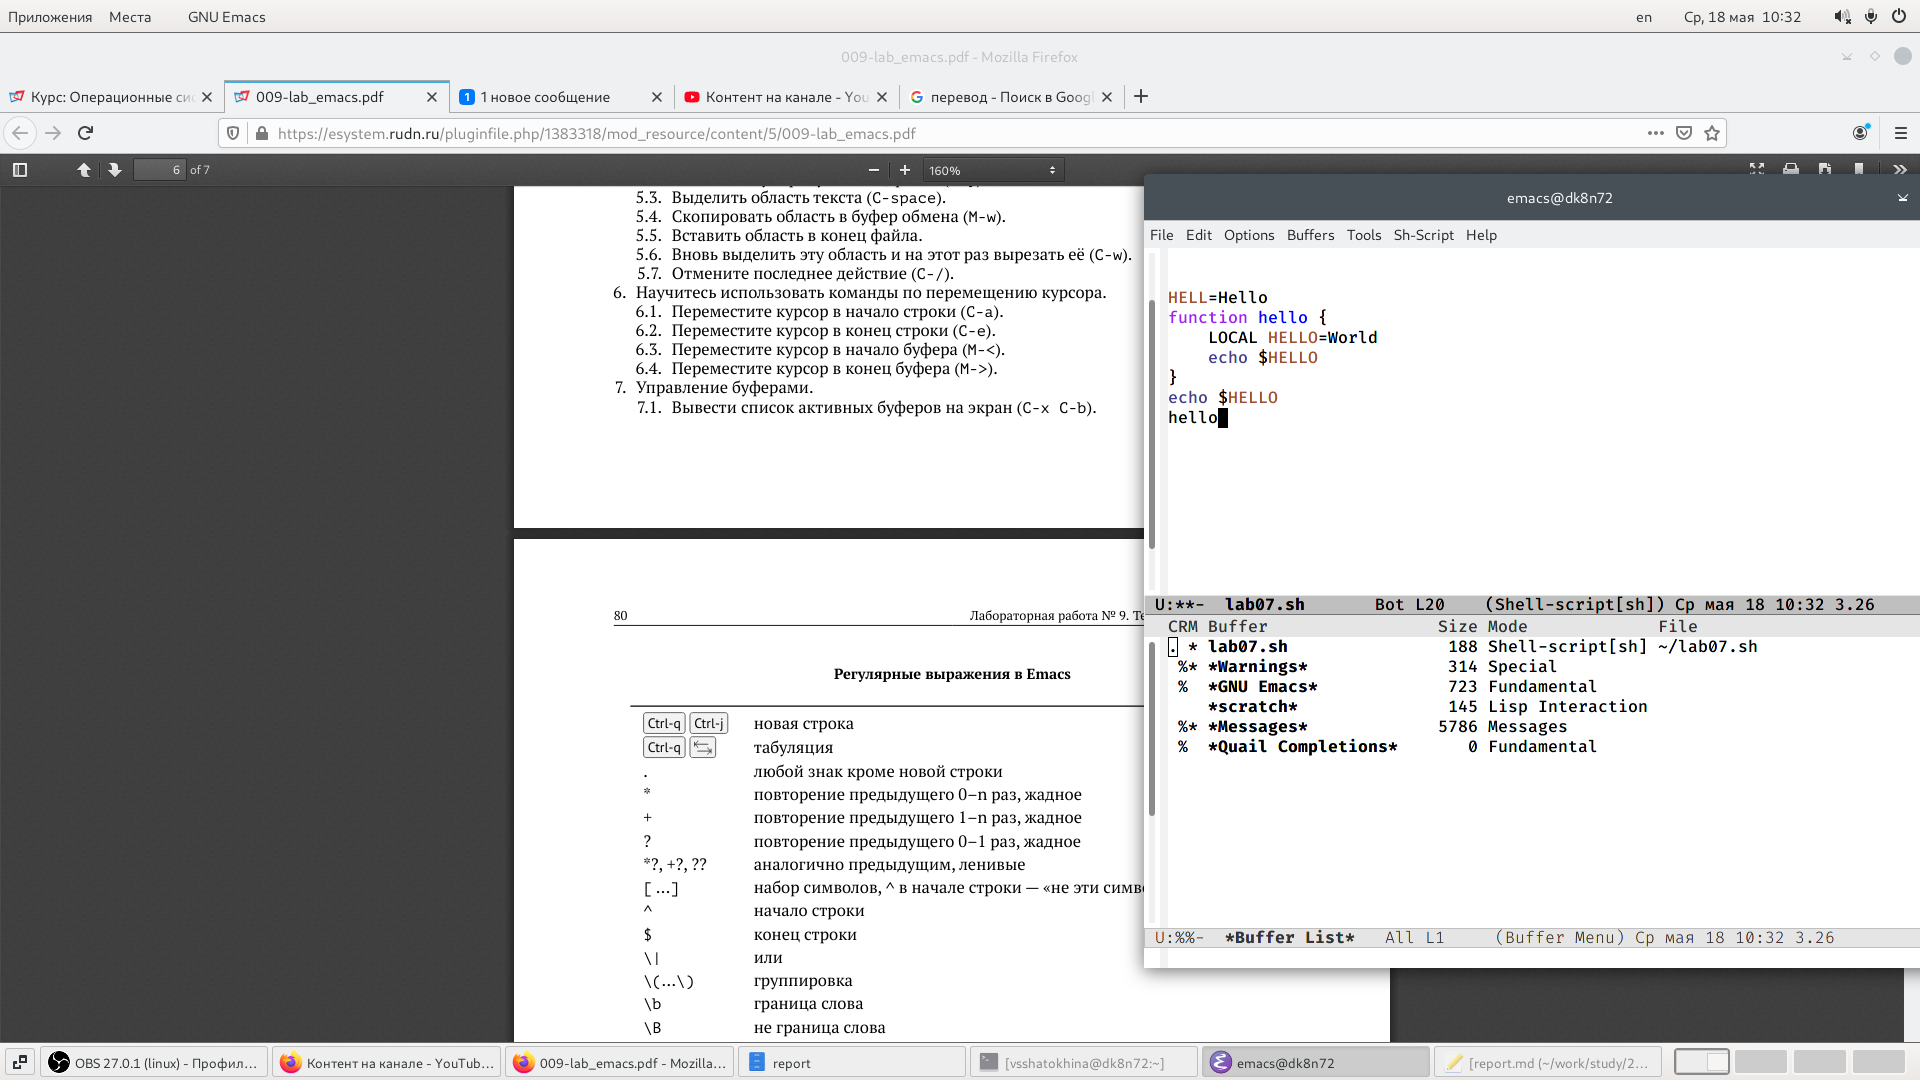 Приложения Места GNU Emacs en Ср, 18 мая 10:32
009-lab_emacs.pdf - Mozilla Firefox
Курс: Операционные си 009-lab_emacs.pdf 1 новое сообщение Контент на канале - You перевод - Поиск в Goog
https://esystem.rudn.ru/pluginfile.php/1383318/mod_resource/content/5/009-lab_emacs.pdf
6 of 7 160%
5.3. Выделить область текста (C-space).
5.4. Скопировать область в буфер обмена (M-w).
5.5. Вставить область в конец файла.
5.6. Вновь выделить эту область и на этот раз вырезать её (C-w).
5.7. Отмените последнее действие (C-/).
6. Научитесь использовать команды по перемещению курсора.
6.1. Переместите курсор в начало строки (C-a).
6.2. Переместите курсор в конец строки (C-e).
6.3. Переместите курсор в начало буфера (M-<).
6.4. Переместите курсор в конец буфера (M->).
7. Управление буферами.
7.1. Вывести список активных буферов на экран (C-x C-b).
80 Лабораторная работа № 9. Те
Регулярные выражения в Emacs
Ctrl-q Ctrl-j новая строка
Ctrl-q табуляция
. любой знак кроме новой строки
* повторение предыдущего 0–n раз, жадное
+ повторение предыдущего 1–n раз, жадное
? повторение предыдущего 0–1 раз, жадное
*?, +?, ?? аналогично предыдущим, ленивые
[ ...] набор символов, ^ в начале строки — «не эти симво
^ начало строки
$ конец строки
\| или
\(...\) группировка
\b граница слова
\B не граница слова
emacs@dk8n72
File Edit Options Buffers Tools Sh-Script Help
HELL=Hello
function hello {
LOCAL HELLO=World
echo $HELLO
}
echo $HELLO
hello
U:**- lab07.sh Bot L20 (Shell-script[sh]) Ср мая 18 10:32 3.26
CRM Buffer Size Mode File
. * lab07.sh 188 Shell-script[sh] ~/lab07.sh
%* *Warnings* 314 Special
% *GNU Emacs* 723 Fundamental
*scratch* 145 Lisp Interaction
%* *Messages* 5786 Messages
% *Quail Completions* 0 Fundamental
U:%%- *Buffer List* All L1 (Buffer Menu) Ср мая 18 10:32 3.26
OBS 27.0.1 (linux) - Профил... Контент на канале - YouTub... 009-lab_emacs.pdf - Mozilla... report [vsshatokhina@dk8n72:~] emacs@dk8n72 [report.md (~/work/study/2...